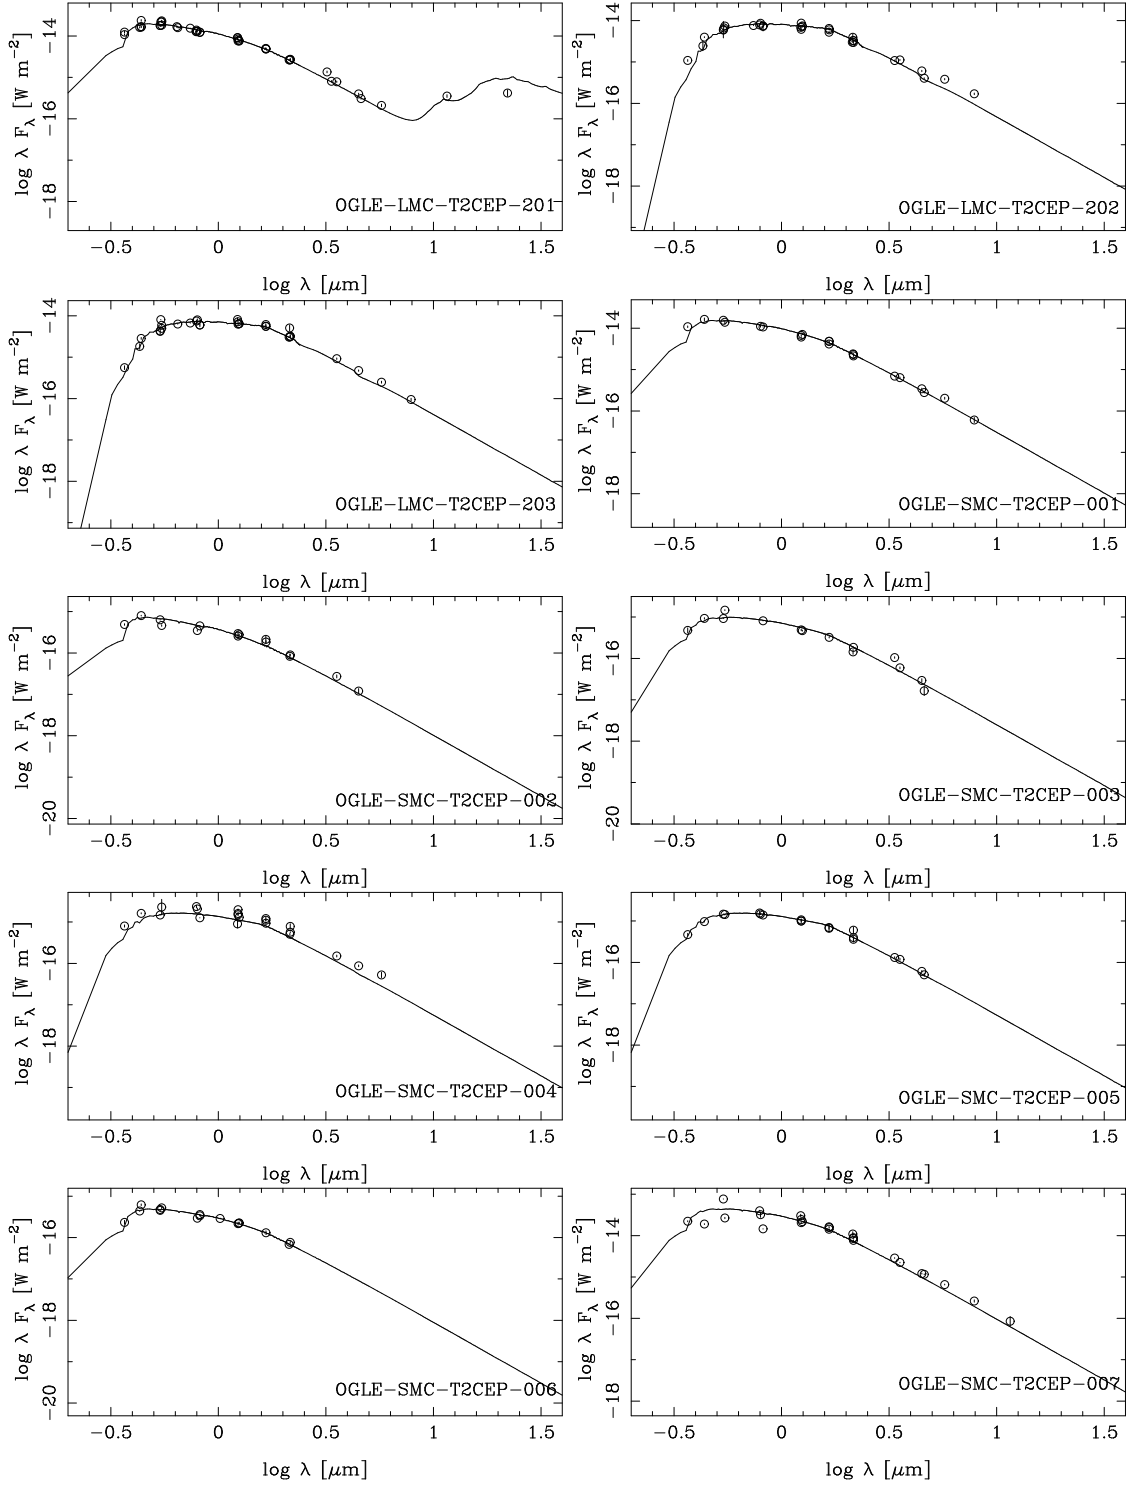 log λ F_λ [W m⁻²]
−14
−16
−18
OGLE−LMC−T2CEP−201
−0.5 0 0.5 1 1.5
log λ [μm]
log λ F_λ [W m⁻²]
−14
−16
−18
OGLE−LMC−T2CEP−202
−0.5 0 0.5 1 1.5
log λ [μm]
log λ F_λ [W m⁻²]
−14
−16
−18
OGLE−LMC−T2CEP−203
−0.5 0 0.5 1 1.5
log λ [μm]
log λ F_λ [W m⁻²]
−14
−16
−18
OGLE−SMC−T2CEP−001
−0.5 0 0.5 1 1.5
log λ [μm]
log λ F_λ [W m⁻²]
−16
−18
−20
OGLE−SMC−T2CEP−002
−0.5 0 0.5 1 1.5
log λ [μm]
log λ F_λ [W m⁻²]
−16
−18
−20
OGLE−SMC−T2CEP−003
−0.5 0 0.5 1 1.5
log λ [μm]
log λ F_λ [W m⁻²]
−16
−18
OGLE−SMC−T2CEP−004
−0.5 0 0.5 1 1.5
log λ [μm]
log λ F_λ [W m⁻²]
−16
−18
OGLE−SMC−T2CEP−005
−0.5 0 0.5 1 1.5
log λ [μm]
log λ F_λ [W m⁻²]
−16
−18
−20
OGLE−SMC−T2CEP−006
−0.5 0 0.5 1 1.5
log λ [μm]
log λ F_λ [W m⁻²]
−14
−16
−18
OGLE−SMC−T2CEP−007
−0.5 0 0.5 1 1.5
log λ [μm]